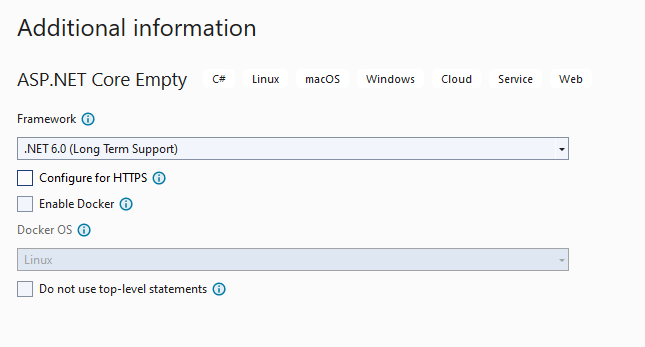 Additional information
ASP.NET Core Empty C# Linux macOS Windows Cloud Service Web
Framework
.NET 6.0 (Long Term Support)
Configure for HTTPS
Enable Docker
Docker OS
Linux
Do not use top-level statements